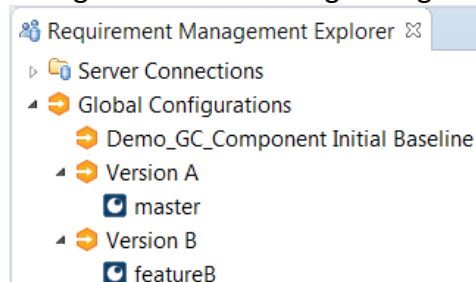 Requirement Management Explorer
Server Connections
Global Configurations
Demo_GC_Component Initial Baseline
Version A
master
Version B
featureB